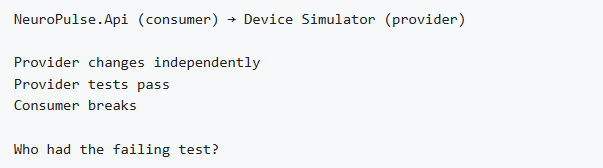 NeuroPulse.Api (consumer) → Device Simulator (provider)
Provider changes independently
Provider tests pass
Consumer breaks
Who had the failing test?